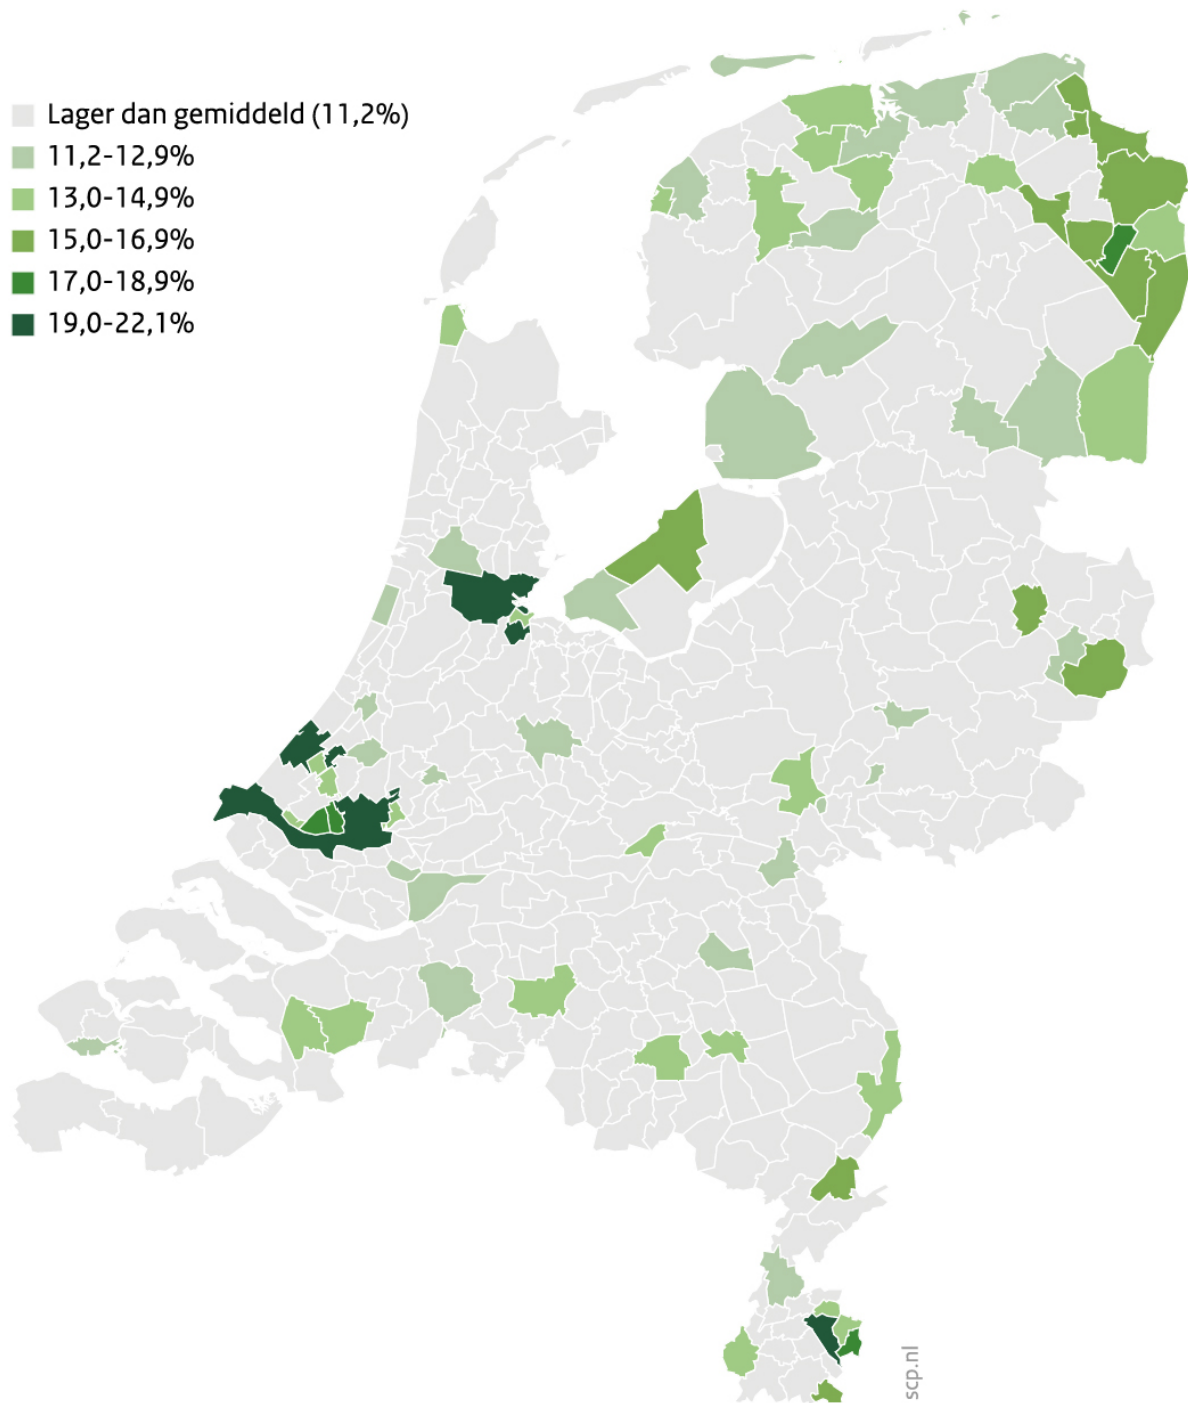 Lager dan gemiddeld (11,2%)
11,2-12,9%
13,0-14,9%
15,0-16,9%
17,0-18,9%
19,0-22,1%
scp.nl